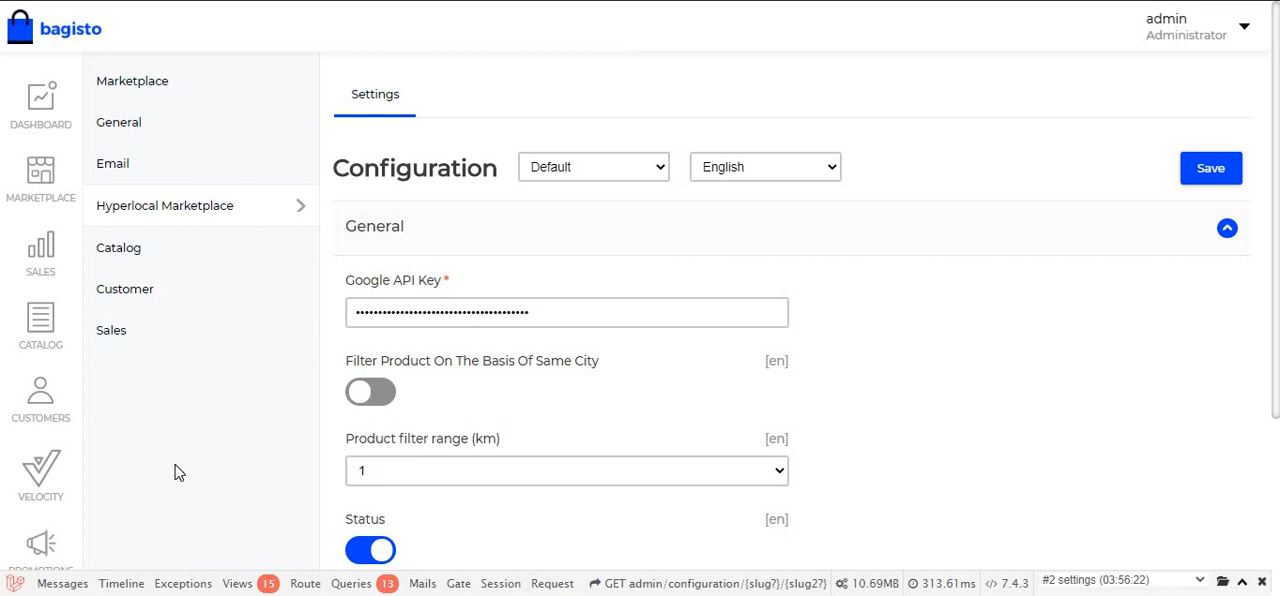 bagisto
admin
Administrator
DASHBOARD
MARKETPLACE
SALES
CATALOG
CUSTOMERS
VELOCITY
PROMOTIONS
Marketplace
General
Email
Hyperlocal Marketplace
Catalog
Customer
Sales
Settings
Configuration Default English Save
General
Google API Key *
••••••••••••••••••••••••••••••••••••••
Filter Product On The Basis Of Same City [en]
Product filter range (km) [en]
1
Status [en]
Messages Timeline Exceptions Views 15 Route Queries 13 Mails Gate Session Request GET admin/configuration/{slug?}/{slug2?} 10.69MB 313.61ms </> 7.4.3 #2 settings (03:56:22)